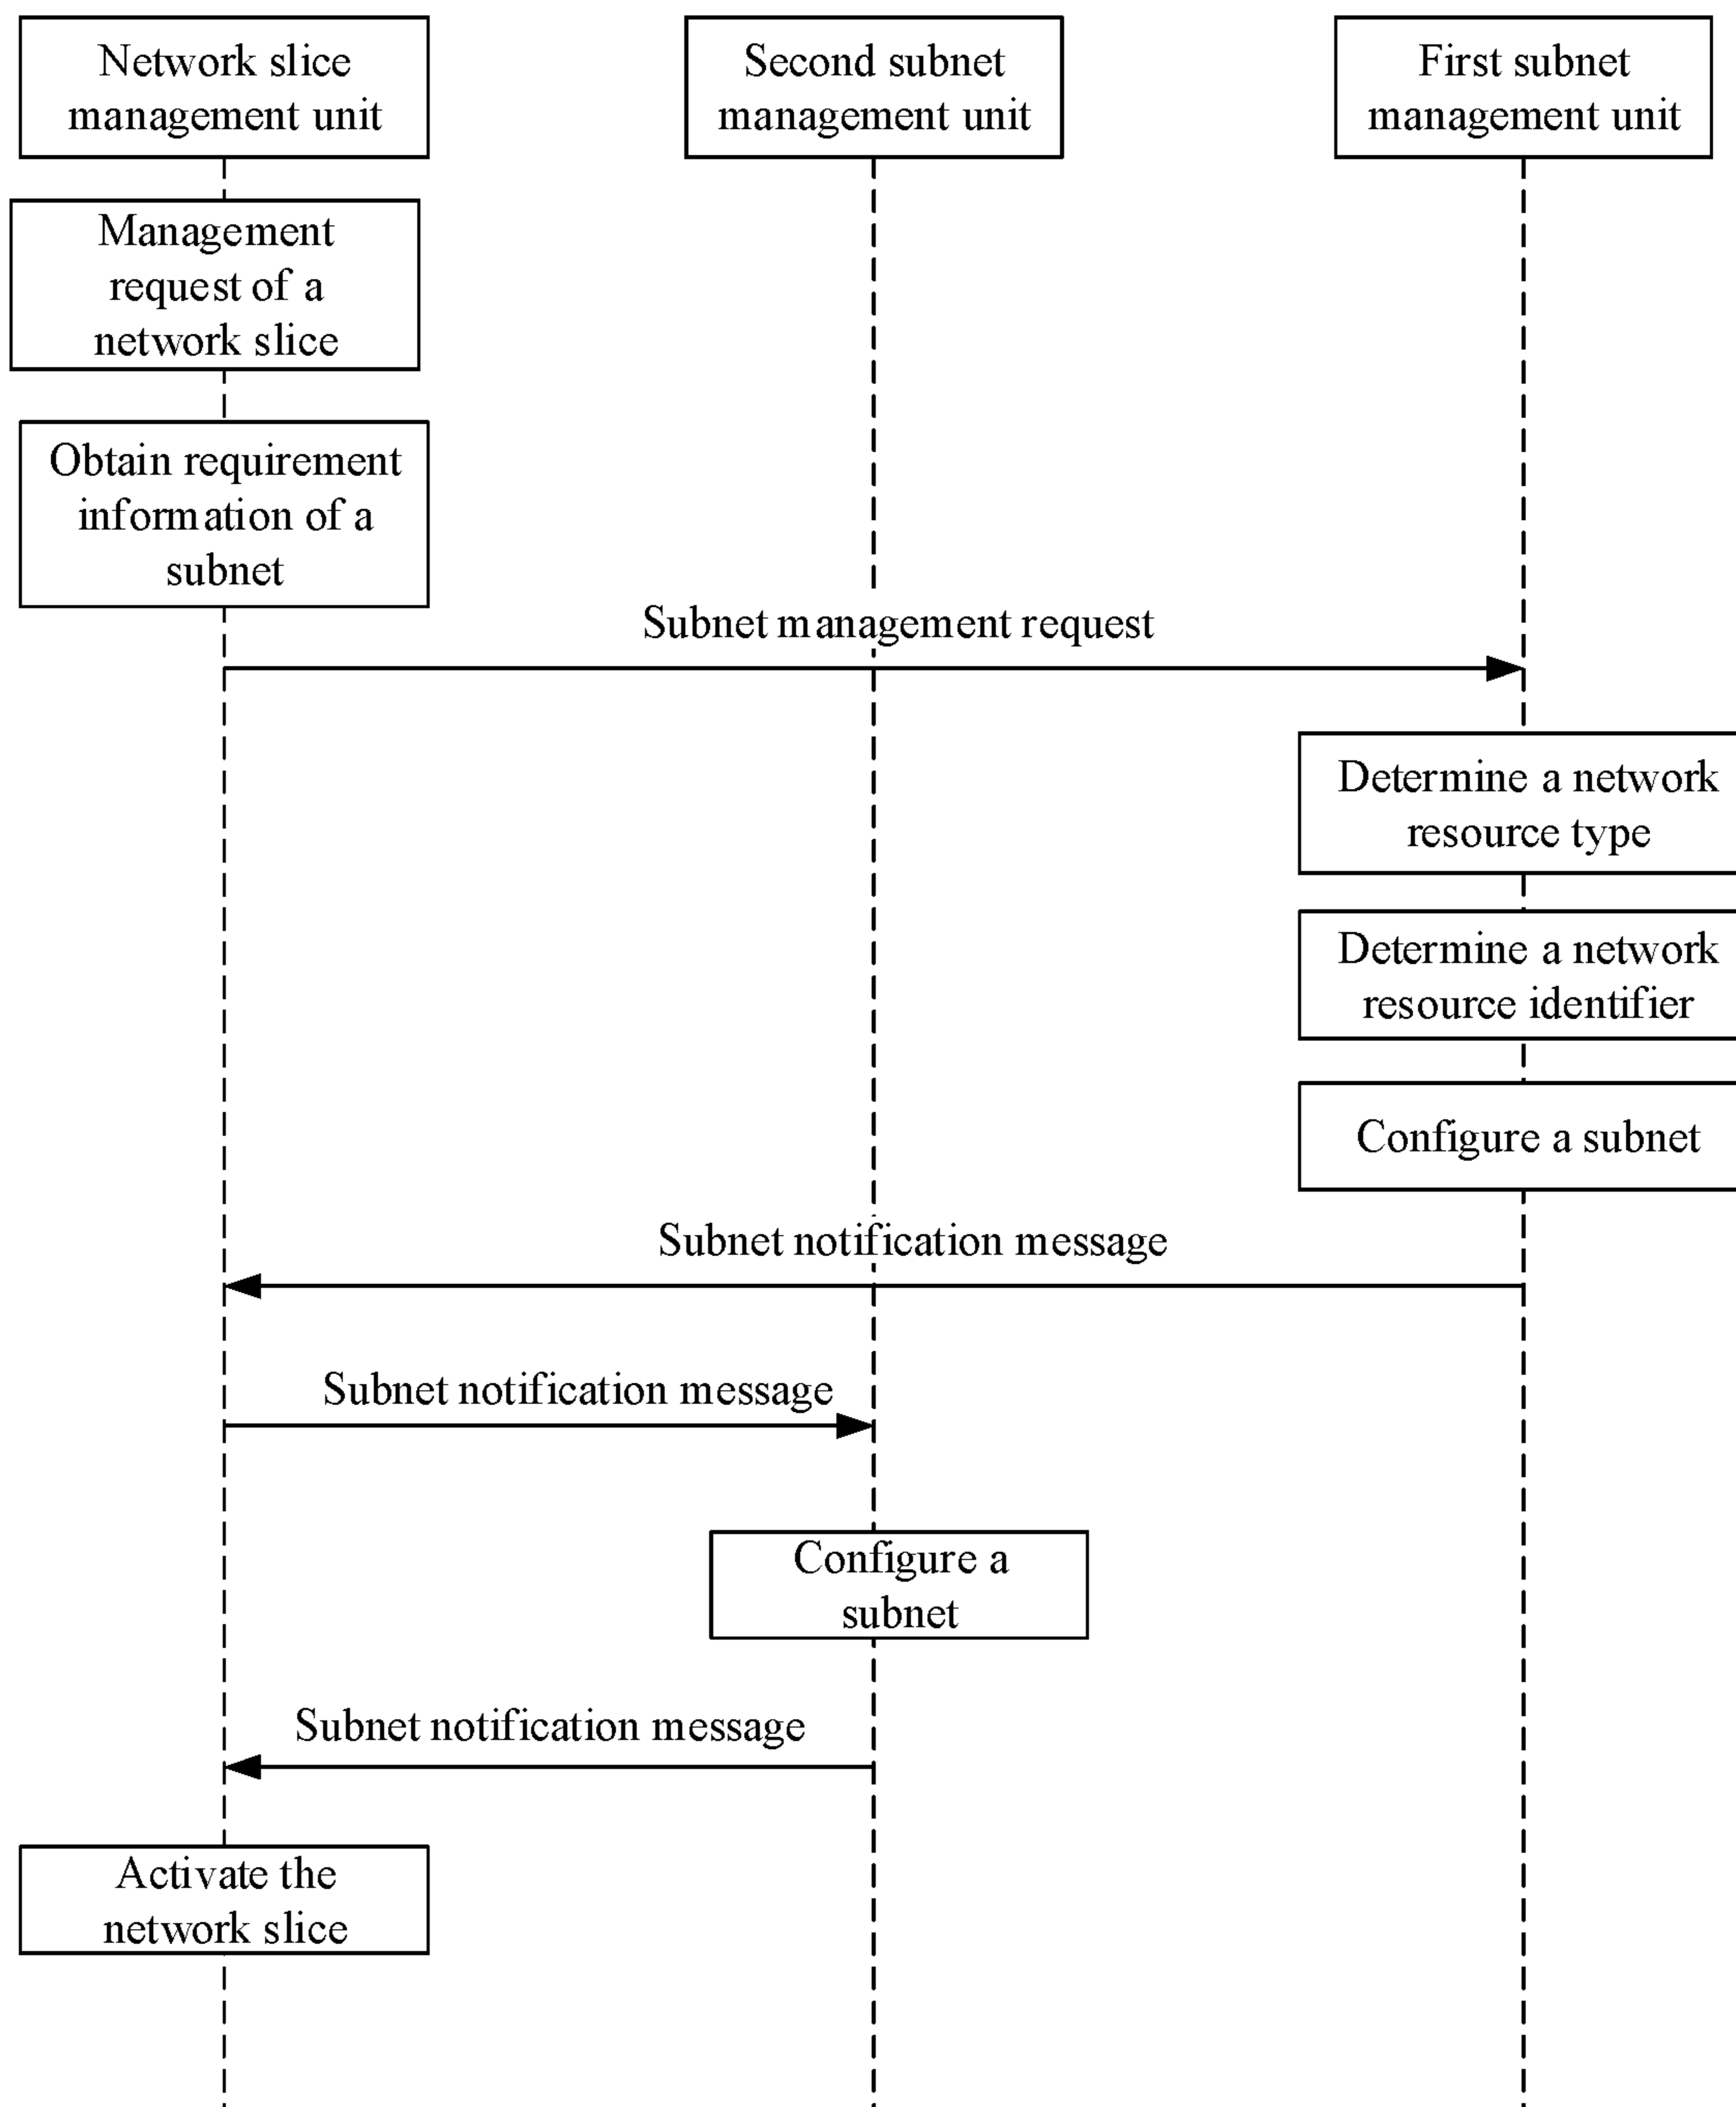 Network slice
management unit
Second subnet
management unit
First subnet
management unit
Management
request of a
network slice
Obtain requirement
information of a
subnet
Subnet management request
Determine a network
resource type
Determine a network
resource identifier
Configure a subnet
Subnet notification message
Subnet notification message
Configure a
subnet
Subnet notification message
Activate the
network slice